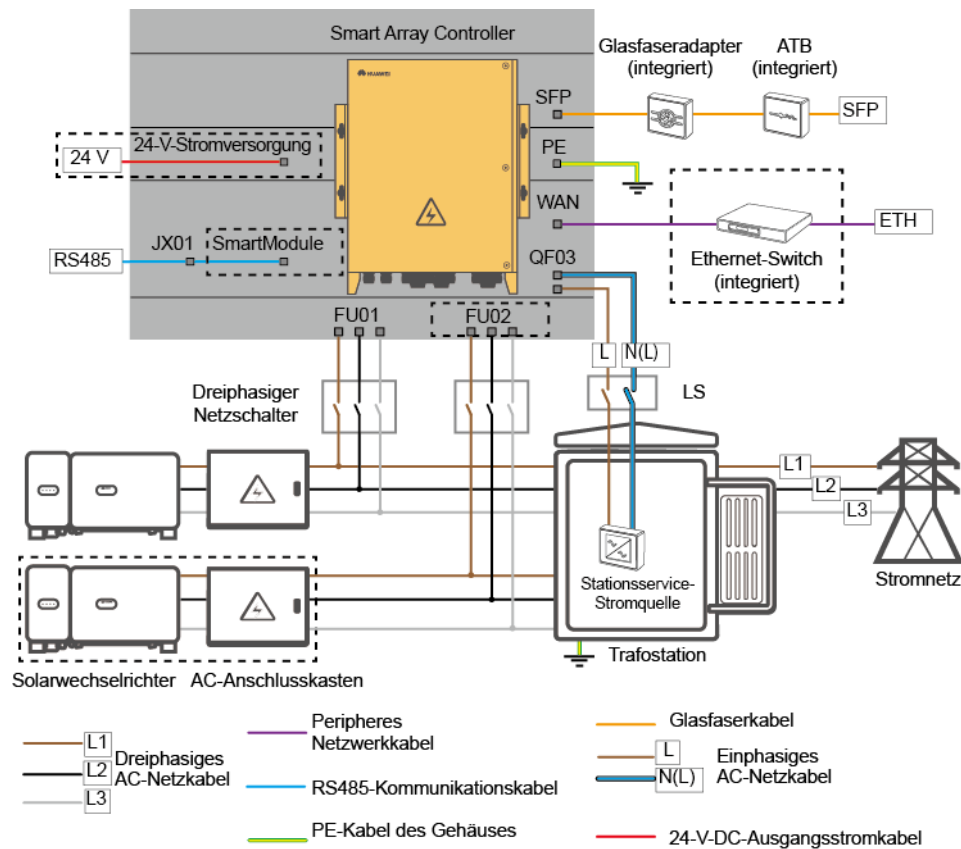 Smart Array Controller
Glasfaseradapter
(integriert)
ATB
(integriert)
HUAWEI
SFP
SFP
24-V-Stromversorgung
24 V
PE
WAN
ETH
JX01
SmartModule
RS485
QF03
Ethernet-Switch
(integriert)
FU01
FU02
L
N(L)
Dreiphasiger
Netzschalter
LS
L1
L2
L3
Stromnetz
Stationsservice-
Stromquelle
Trafostation
Solarwechselrichter
AC-Anschlusskasten
L1
L2
L3
Dreiphasiges
AC-Netzkabel
Peripheres
Netzwerkkabel
RS485-Kommunikationskabel
PE-Kabel des Gehäuses
Glasfaserkabel
L
N(L)
Einphasiges
AC-Netzkabel
24-V-DC-Ausgangsstromkabel